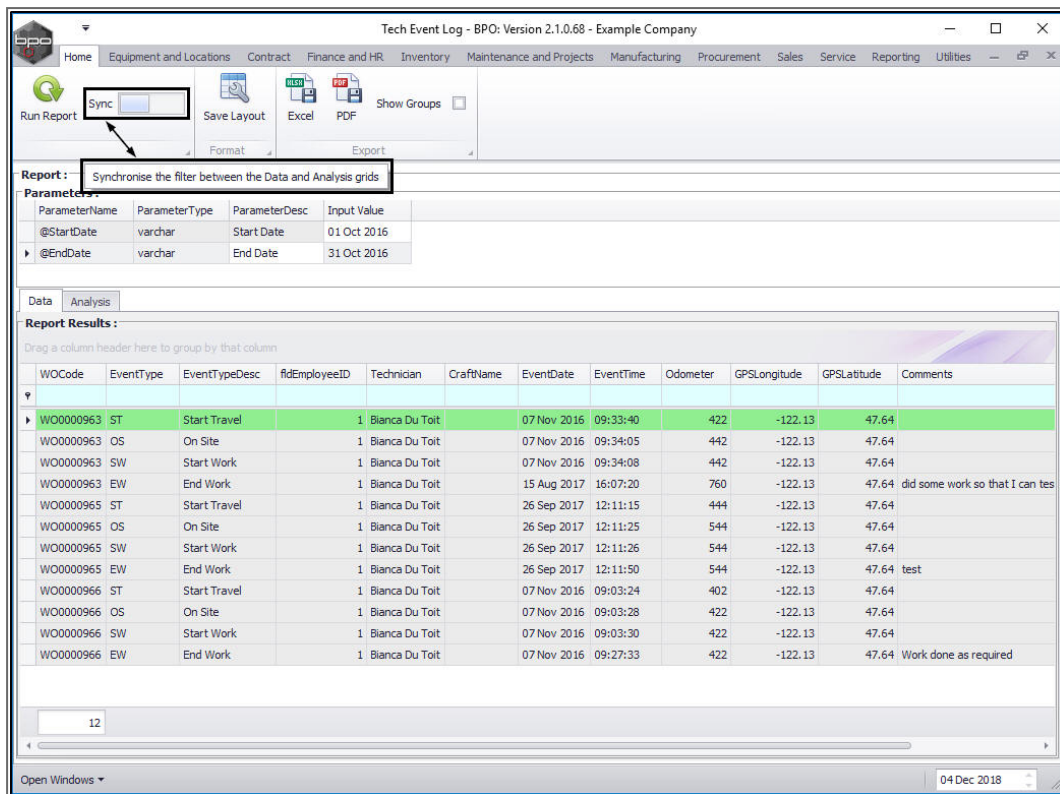 Tech Event Log - BPO: Version 2.1.0.68 - Example Company
bpo
Home Equipment and Locations Contract Finance and HR Inventory Maintenance and Projects Manufacturing Procurement Sales Service Reporting Utilities
Run Report Sync Save Layout XLSX Excel PDF PDF Show Groups
Format Export
Synchronise the filter between the Data and Analysis grids
Report :
Parameters :
ParameterName ParameterType ParameterDesc Input Value
@StartDate varchar Start Date 01 Oct 2016
@EndDate varchar End Date 31 Oct 2016
Data Analysis
Report Results :
Drag a column header here to group by that column
WOCode EventType EventTypeDesc fldEmployeeID Technician CraftName EventDate EventTime Odometer GPSLongitude GPSLatitude Comments
WO0000963 ST Start Travel 1 Bianca Du Toit 07 Nov 2016 09:33:40 422 -122.13 47.64
WO0000963 OS On Site 1 Bianca Du Toit 07 Nov 2016 09:34:05 442 -122.13 47.64
WO0000963 SW Start Work 1 Bianca Du Toit 07 Nov 2016 09:34:08 442 -122.13 47.64
WO0000963 EW End Work 1 Bianca Du Toit 15 Aug 2017 16:07:20 760 -122.13 47.64 did some work so that I can tes
WO0000965 ST Start Travel 1 Bianca Du Toit 26 Sep 2017 12:11:15 444 -122.13 47.64
WO0000965 OS On Site 1 Bianca Du Toit 26 Sep 2017 12:11:25 544 -122.13 47.64
WO0000965 SW Start Work 1 Bianca Du Toit 26 Sep 2017 12:11:26 544 -122.13 47.64
WO0000965 EW End Work 1 Bianca Du Toit 26 Sep 2017 12:11:50 544 -122.13 47.64 test
WO0000966 ST Start Travel 1 Bianca Du Toit 07 Nov 2016 09:03:24 402 -122.13 47.64
WO0000966 OS On Site 1 Bianca Du Toit 07 Nov 2016 09:03:28 422 -122.13 47.64
WO0000966 SW Start Work 1 Bianca Du Toit 07 Nov 2016 09:03:30 422 -122.13 47.64
WO0000966 EW End Work 1 Bianca Du Toit 07 Nov 2016 09:27:33 422 -122.13 47.64 Work done as required
12
Open Windows 04 Dec 2018